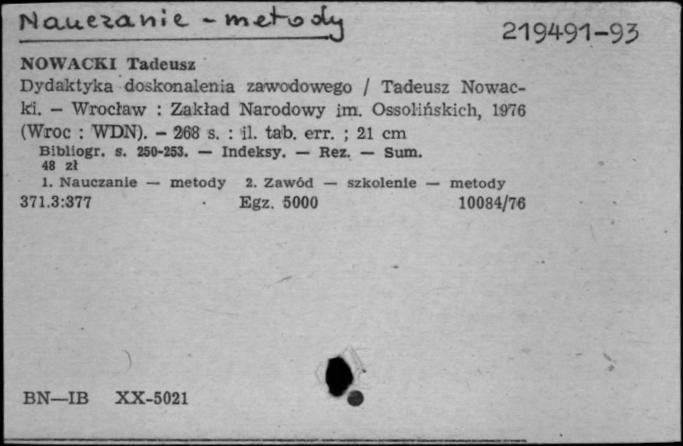 Nauczanie - metody
219491-93
NOWACKI Tadeusz
Dydaktyka doskonalenia zawodowego / Tadeusz Nowac-
ki. — Wrocław : Zakład Narodowy im. Ossolińskich, 1976
(Wroc : WDN). — 268 s. : il. tab. err. ; 21 cm
Bibliogr. s. 250-253. — Indeksy. — Rez. — Sum.
48 zł
1. Nauczanie — metody 2. Zawód — szkolenie — metody
371.3:377 Egz. 5000 10084/76
BN—IB XX-5021